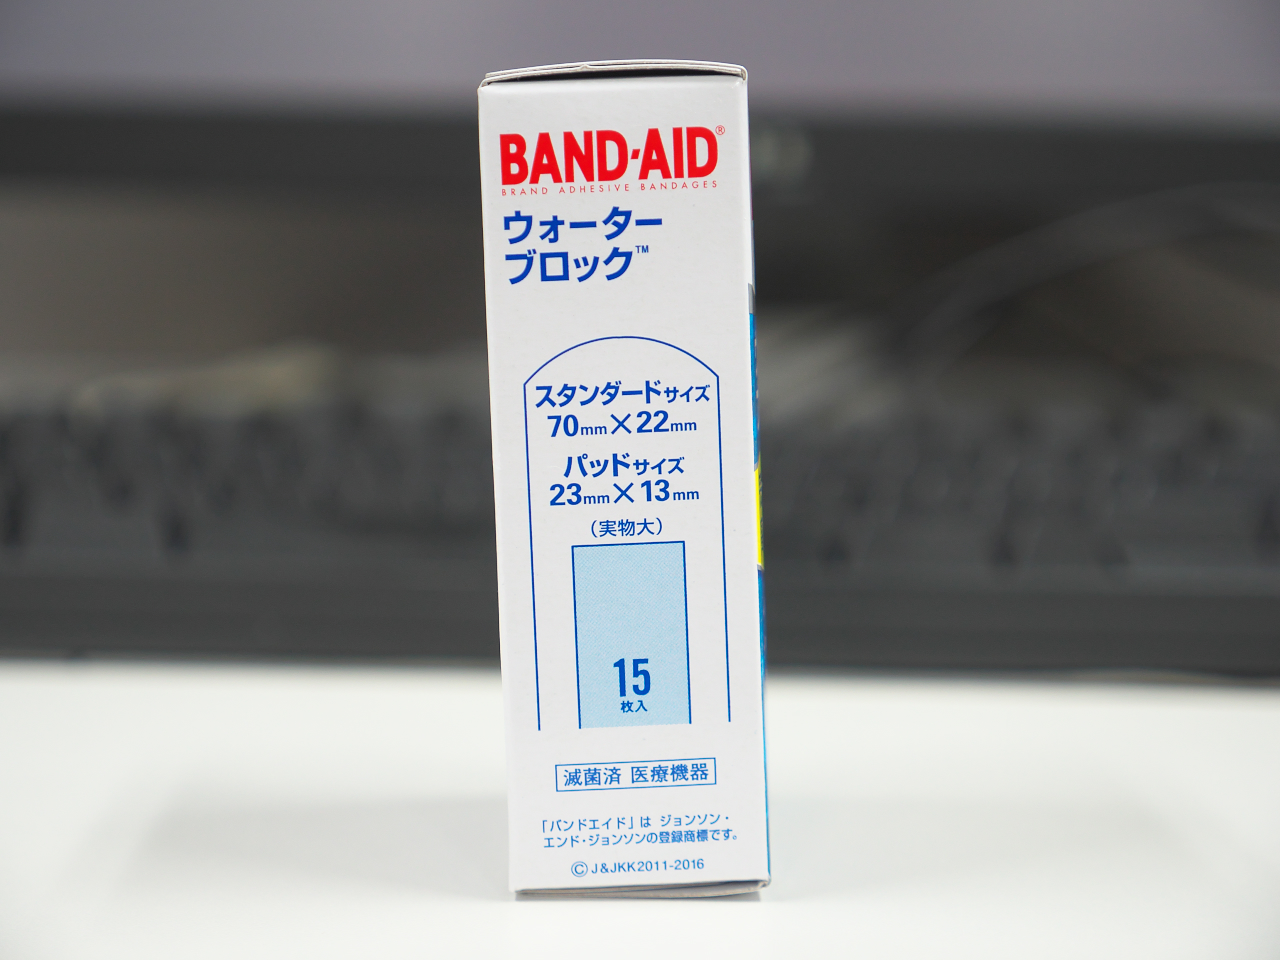 BAND-AID®
BRAND ADHESIVE BANDAGES
ウォーター
ブロック™
スタンダードサイズ
70mm×22mm
パッドサイズ
23mm×13mm
(実物大)
15
枚入
滅菌済 医療機器
「バンドエイド」は ジョンソン・
エンド・ジョンソンの登録商標です。
©J&JKK2011-2016